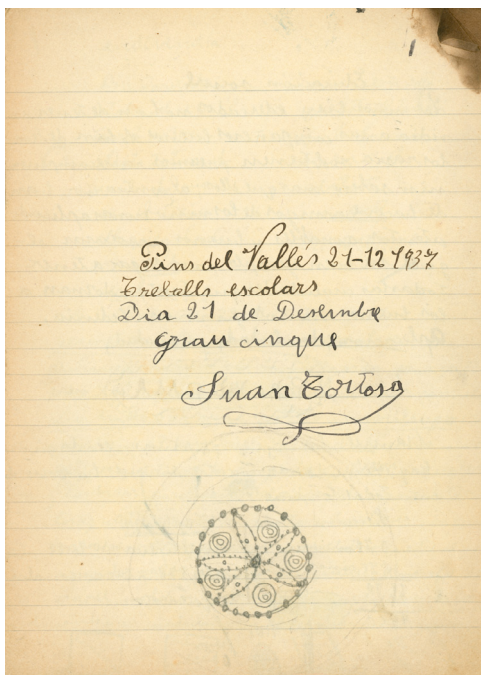 Pins del Vallés 21-12 1937
Treballs escolars
Dia 21 de Desembre
grau cinque
Juan Tortosa